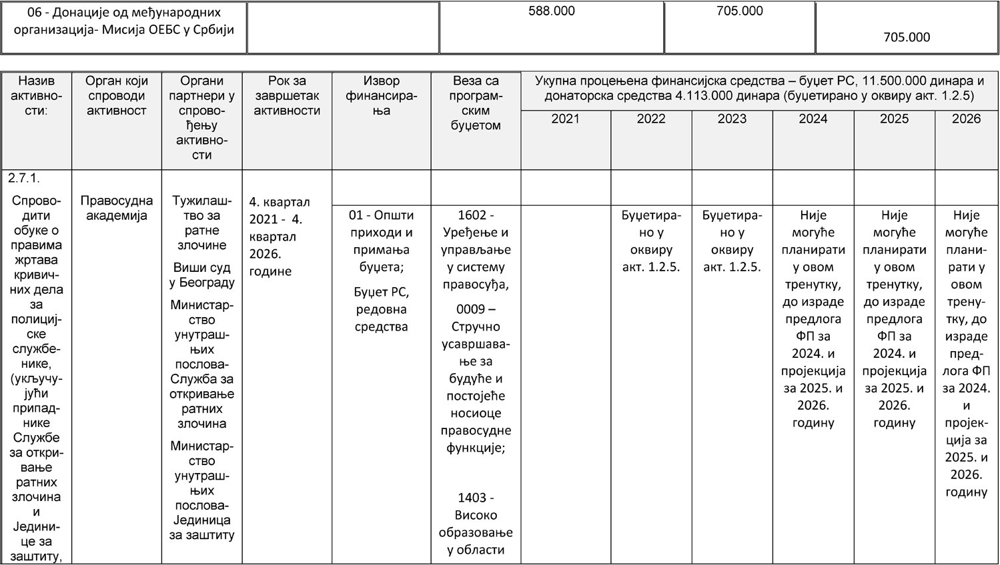 06 - Донације од међународних
организација- Мисија ОЕБС у Србији
588.000
705.000
705.000
Назив
активно-
сти:
Орган који
спроводи
активност
Органи
партнери у
спрово-
ђењу
активно-
сти
Рок за
завршетак
активности
Извор
финансира-
ња
Веза са
програм-
ским
буџетом
Укупна процењена финансијска средства – буџет РС, 11.500.000 динара и
донаторска средства 4.113.000 динара (буџетирано у оквиру акт. 1.2.5)
2021
2022
2023
2024
2025
2026
2.7.1.
Спрово-
дити
обуке о
правима
жртава
кривич-
них дела
за
полициј-
ске
службе-
нике,
(укључу-
јући
припад-
нике
Службе
за откри-
вање
ратних
злочина
и
Једини-
це за
заштиту,
Правосудна
академија
Тужилаш-
тво за
ратне
злочине
Виши суд
у Београду
Министар-
ство
унутраш-
њих
послова-
Служба за
откривање
ратних
злочина
Министар-
ство
унутраш-
њих
послова-
Јединица
за заштиту
4. квартал
2021 - 4.
квартал
2026.
године
01 - Општи
приходи и
примања
буџета;
Буџет РС,
редовна
средства
1602 -
Уређење и
управљање
у систему
правосуђа,
0009 –
Стручно
усавршава-
ње за
будуће и
постојеће
носиоце
правосудне
функције;
1403 -
Високо
образовање
у области
Буџетира-
но у
оквиру
акт. 1.2.5.
Буџетира-
но у
оквиру
акт. 1.2.5.
Није
могуће
планирати
у овом
тренутку,
до израде
предлога
ФП за
2024. и
пројекција
за 2025. и
2026.
годину
Није
могуће
планирати
у овом
тренутку,
до израде
предлога
ФП за
2024. и
пројекција
за 2025. и
2026.
годину
Није
могуће
плани-
рати у
овом
трену-
тку, до
израде
пред-
лога ФП
за 2024.
и
пројек-
ција за
2025. и
2026.
годину